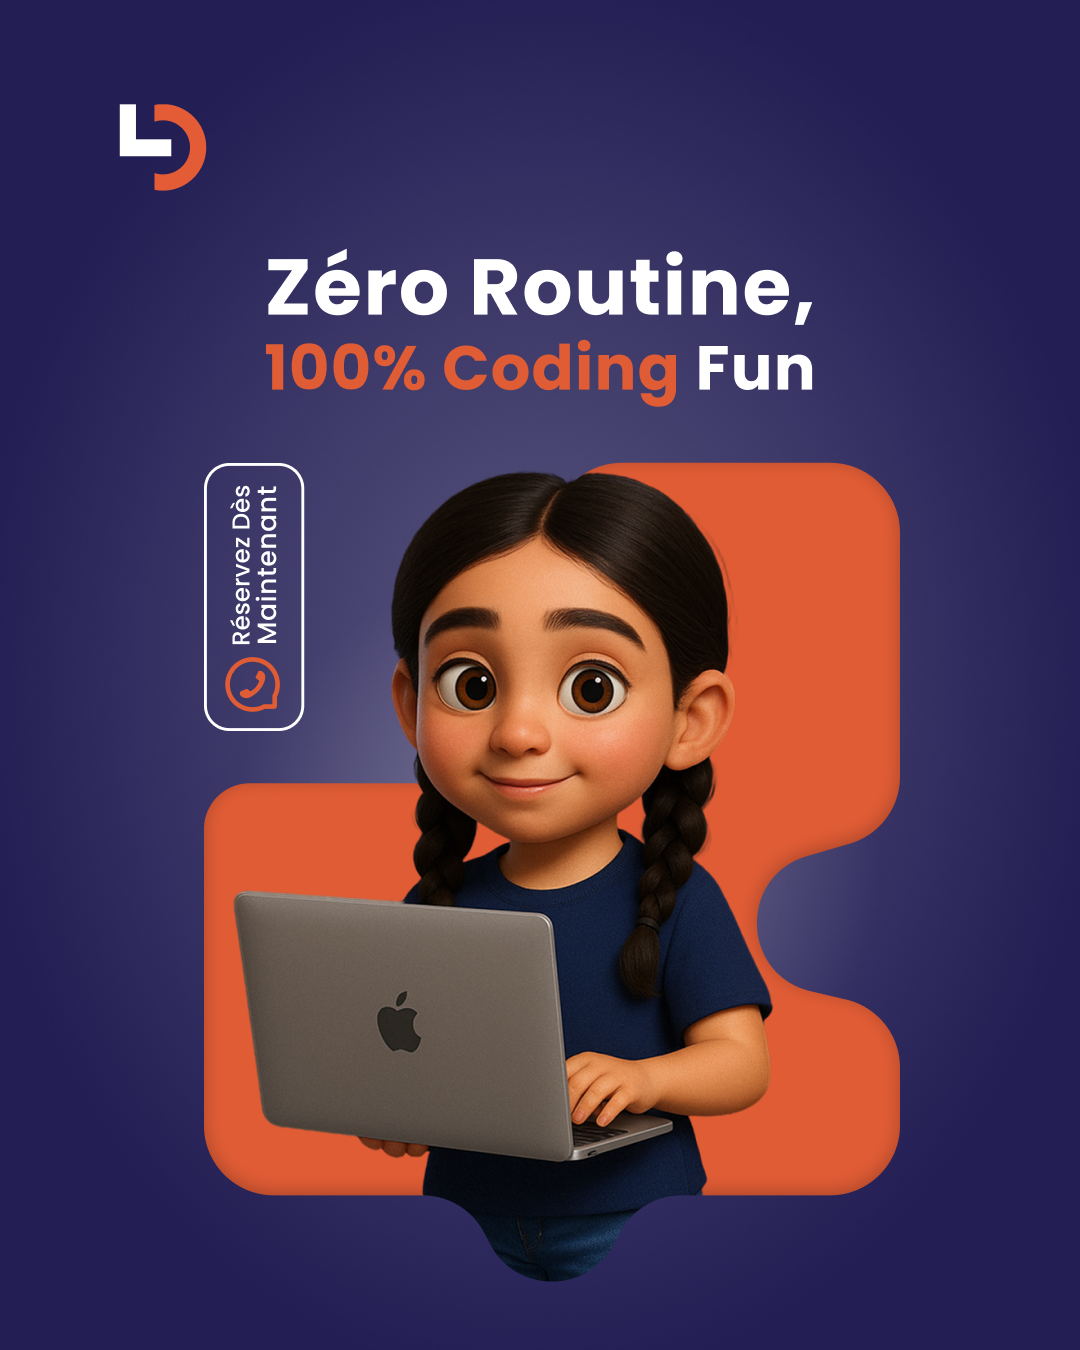 Zéro Routine,
100% Coding Fun
Réservez Dès
Maintenant